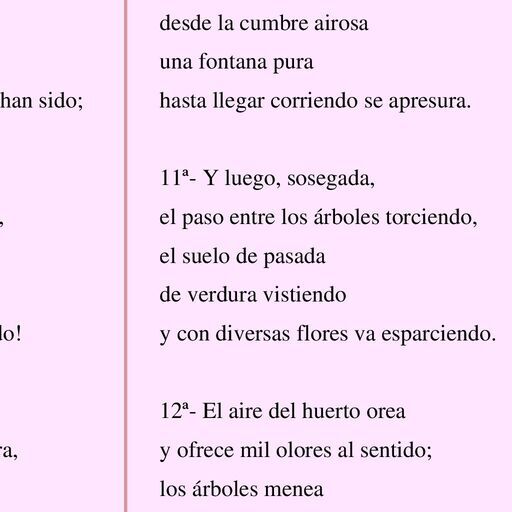 han sido;
,
lo!
ra,
desde la cumbre airosa
una fontana pura
hasta llegar corriendo se apresura.
11ª- Y luego, sosegada,
el paso entre los árboles torciendo,
el suelo de pasada
de verdura vistiendo
y con diversas flores va esparciendo.
12ª- El aire del huerto orea
y ofrece mil olores al sentido;
los árboles menea